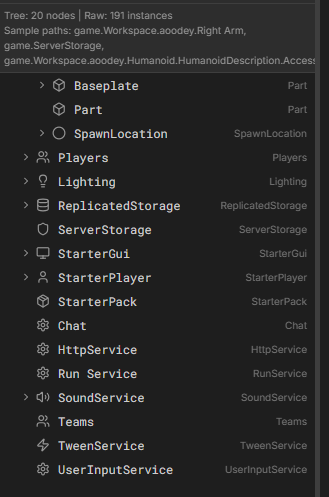 Tree: 20 nodes | Raw: 191 instances
Sample paths: game.Workspace.aoodey.Right Arm,
game.ServerStorage,
game.Workspace.aoodey.Humanoid.HumanoidDescription.Access
Baseplate Part
Part Part
SpawnLocation SpawnLocation
Players Players
Lighting Lighting
ReplicatedStorage ReplicatedStorage
ServerStorage ServerStorage
StarterGui StarterGui
StarterPlayer StarterPlayer
StarterPack StarterPack
Chat Chat
HttpService HttpService
Run Service RunService
SoundService SoundService
Teams Teams
TweenService TweenService
UserInputService UserInputService